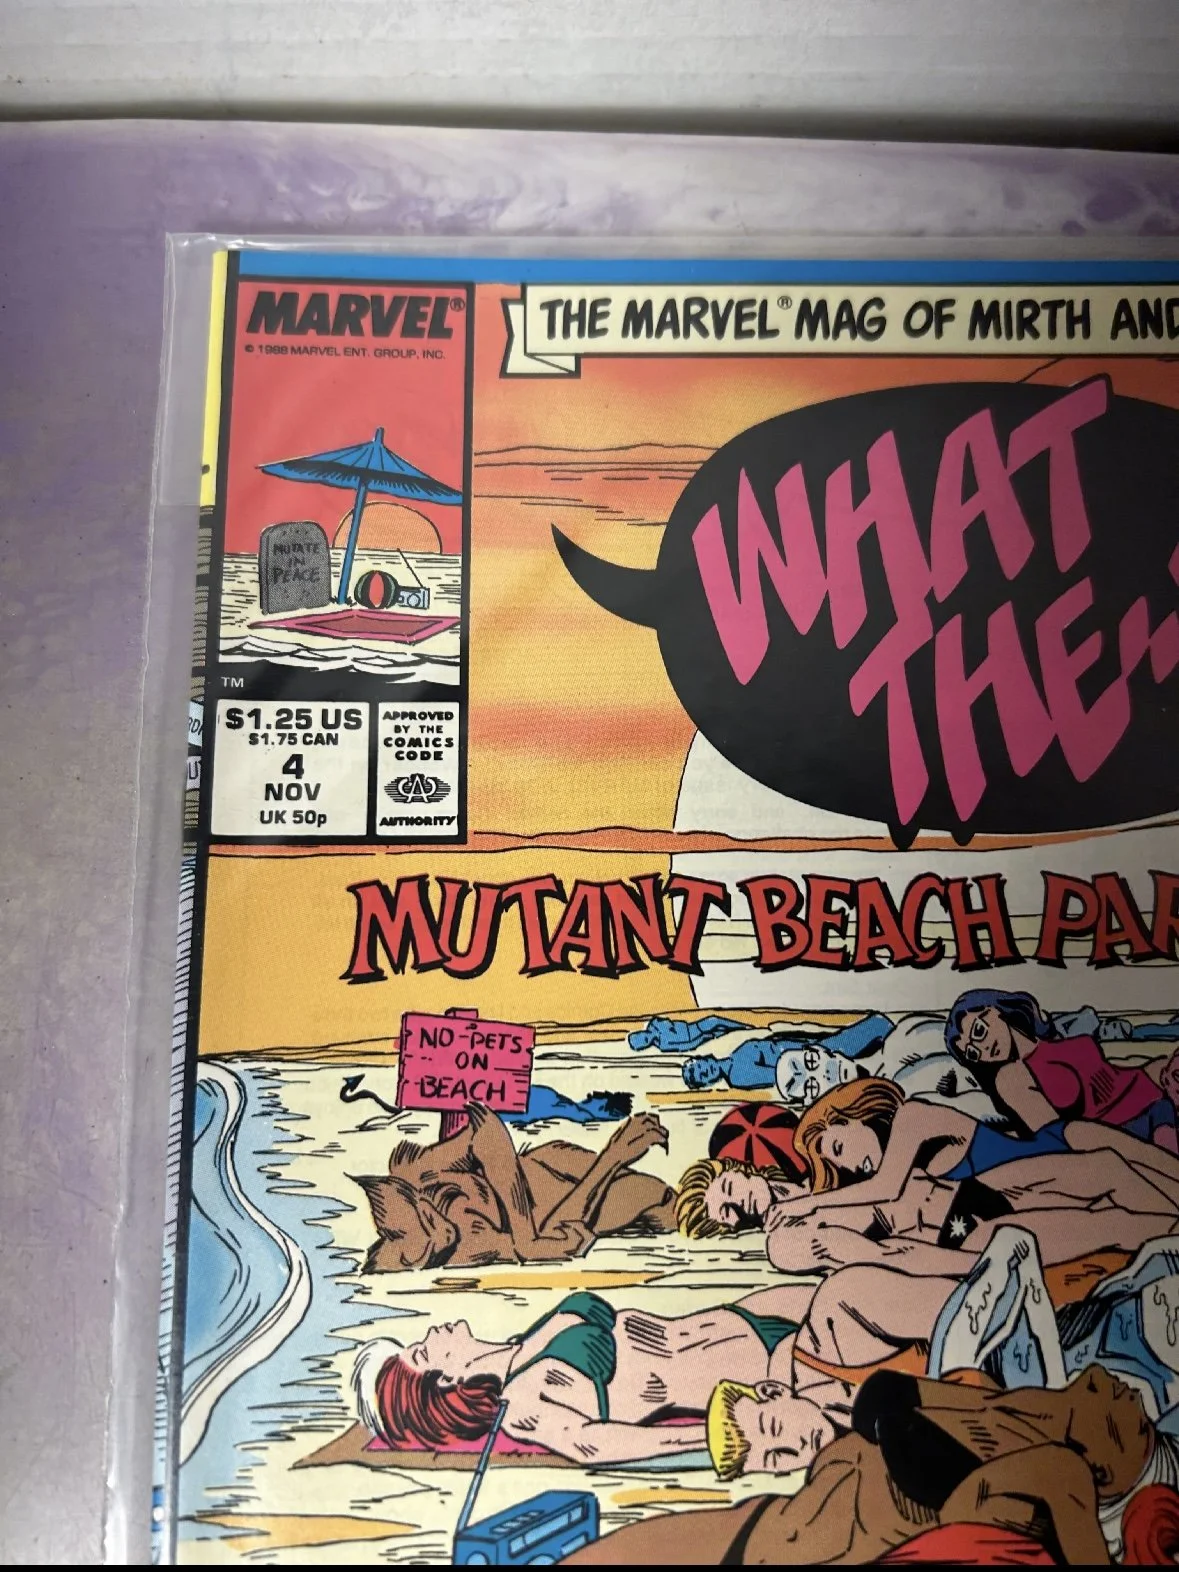 MARVEL®
© 1988 MARVEL ENT. GROUP, INC.
THE MARVEL® MAG OF MIRTH AND
WHAT
THE--
MUTATE
IN
PEACE
TM
$1.25 US
$1.75 CAN
4
NOV
UK 50p
APPROVED
BY THE
COMICS
CODE
CA
AUTHORITY
MUTANT BEACH PAR
NO PETS
ON
BEACH